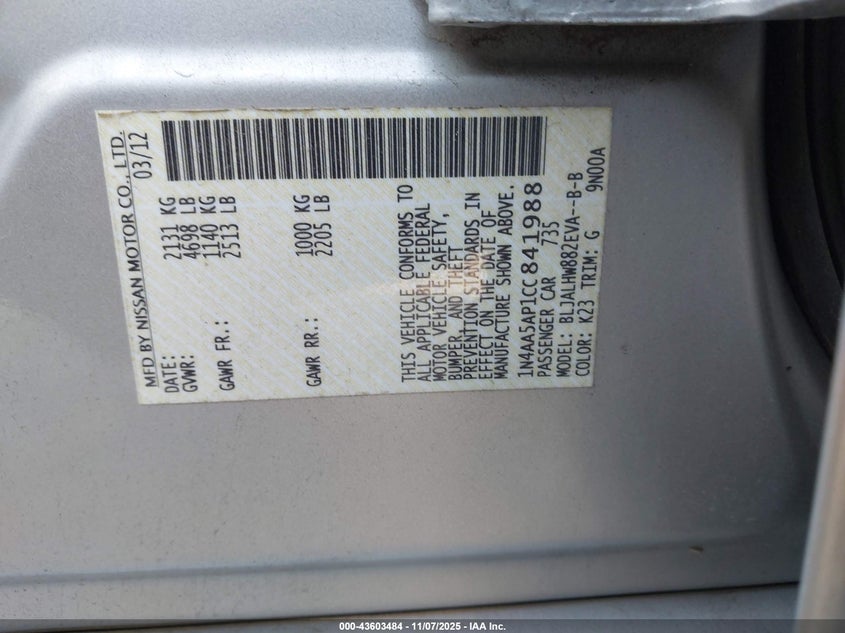 MFD BY NISSAN MOTOR CO., LTD.
DATE: 03/12
GVWR: 2131 KG
4698 LB
GAWR FR.: 1140 KG
2513 LB
GAWR RR.: 1000 KG
2205 LB
THIS VEHICLE CONFORMS TO
ALL APPLICABLE FEDERAL
MOTOR VEHICLE SAFETY,
BUMPER, AND THEFT
PREVENTION STANDARDS IN
EFFECT ON THE DATE OF
MANUFACTURE SHOWN ABOVE.
1N4AA5AP1CC841988
PASSENGER CAR 735
MODEL: BLJALHW882EVA--B-B
COLOR: K23 TRIM: G 9N00A
000-43603484 - 11/07/2025 - IAA Inc.